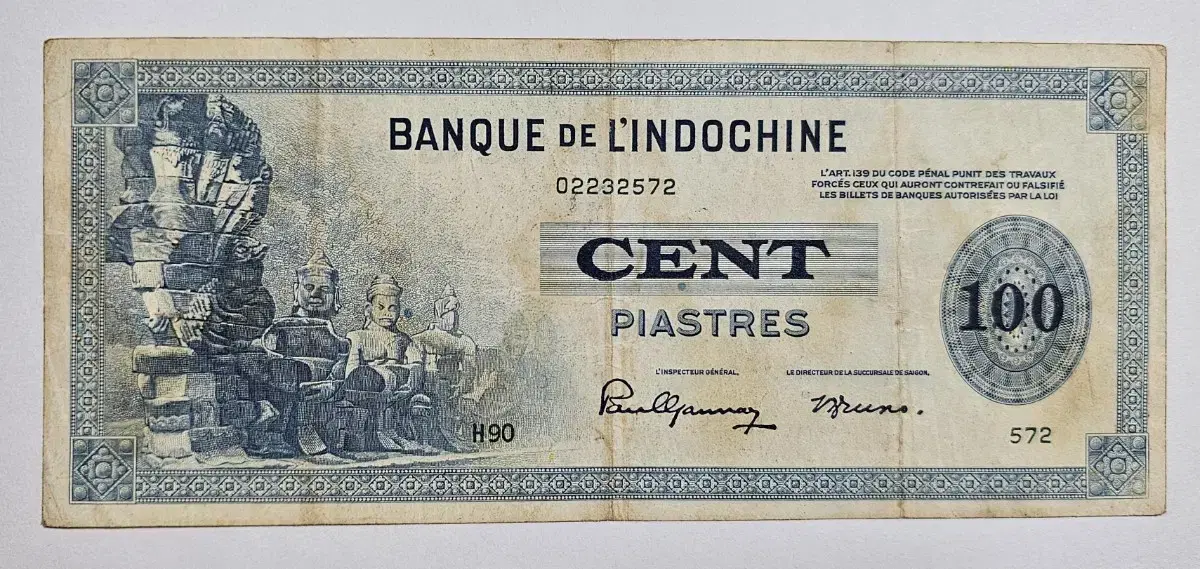 BANQUE DE L'INDOCHINE
02232572
L'ART. 139 DU CODE PÉNAL PUNIT DES TRAVAUX
FORCÉS CEUX QUI AURONT CONTREFAIT OU FALSIFIÉ
LES BILLETS DE BANQUES AUTORISÉES PAR LA LOI
CENT
100
PIASTRES
L'INSPECTEUR GÉNÉRAL,
LE DIRECTEUR DE LA SUCCURSALE DE SAIGON,
H90
572